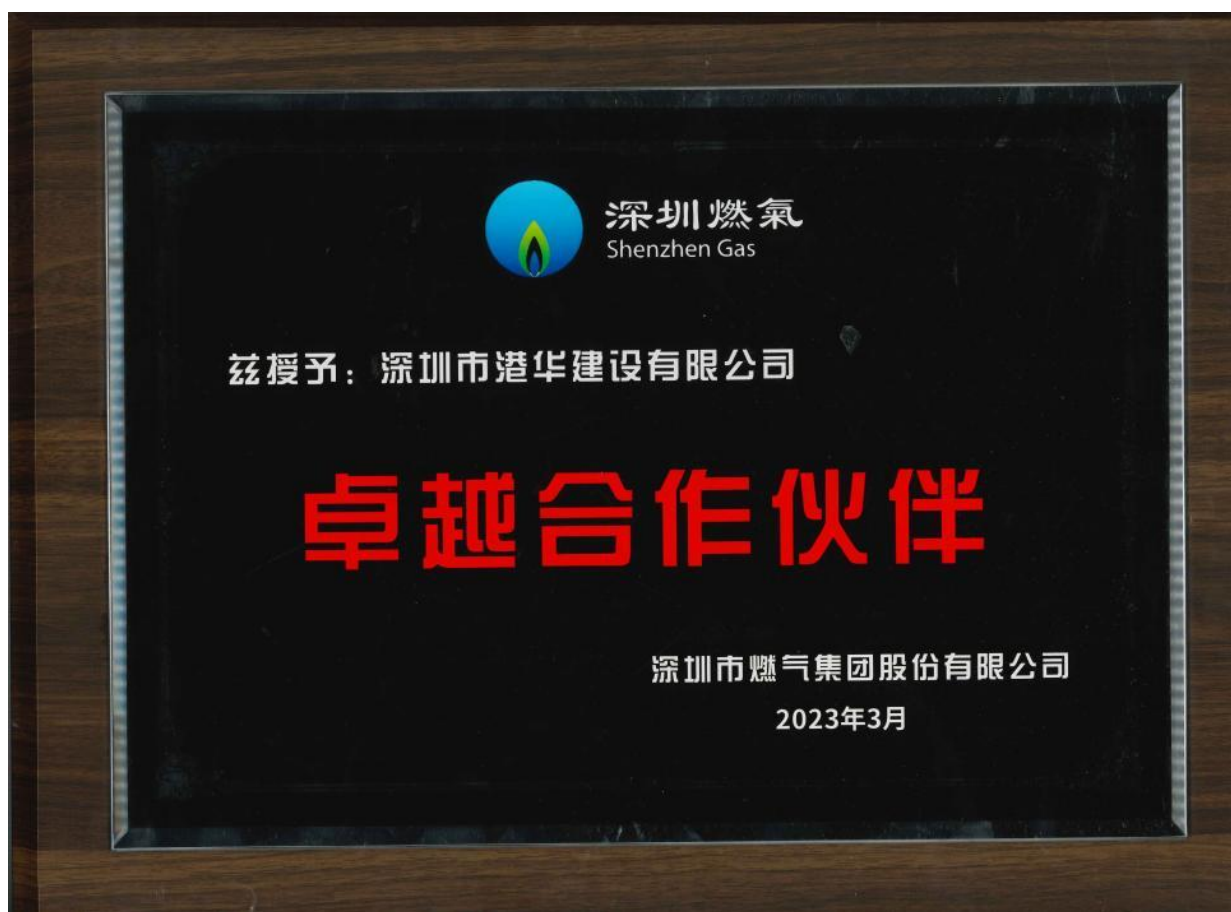 深圳燃氣
Shenzhen Gas
兹授予：深圳市港华建设有限公司
卓越合作伙伴
深圳市燃气集团股份有限公司
2023年3月